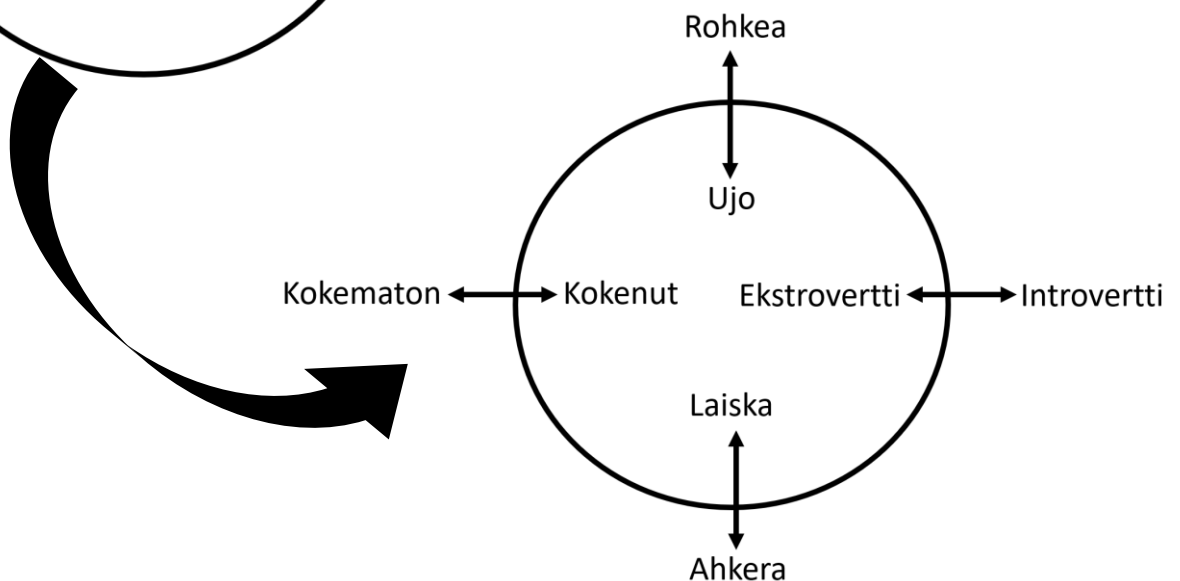 Rohkea
Ujo
Kokematon
Kokenut
Ekstrovertti
Introvertti
Laiska
Ahkera